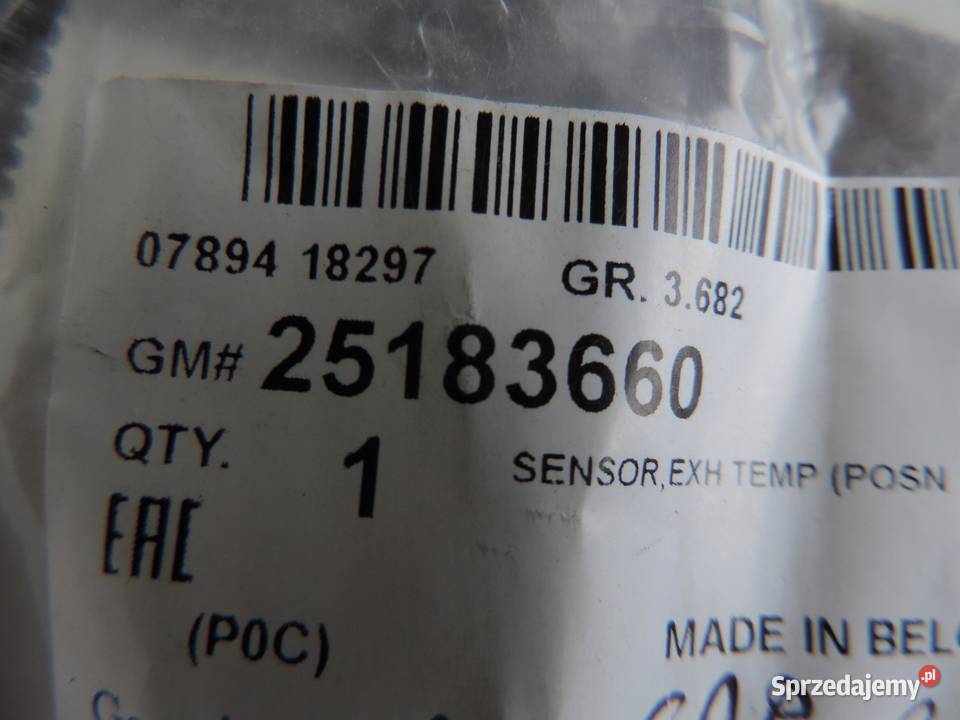 07894 18297
GR. 3.682
GM# 25183660
QTY. 1
SENSOR,EXH TEMP (POSN
EAC
(P0C)
MADE IN BEL
Sprzedajemy.pl